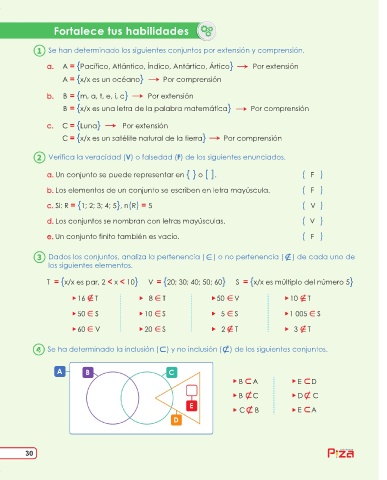 Fortalece tus habilidades
1 Se han determinado los siguientes conjuntos por extensión y comprensión.
a. A = {Pacífico, Atlántico, Índico, Antártico, Ártico} → Por extensión
A = {x/x es un océano} → Por comprensión
b. B = {m, a, t, e, i, c} → Por extensión
B = {x/x es una letra de la palabra matemática} → Por comprensión
c. C = {Luna} → Por extensión
C = {x/x es un satélite natural de la tierra} → Por comprensión
2 Verifica la veracidad (V) o falsedad (F) de los siguientes enunciados.
a. Un conjunto se puede representar en { } o [ ]. ( F )
b. Los elementos de un conjunto se escriben en letra mayúscula. ( F )
c. Si: R = {1; 2; 3; 4; 5}, n(R) = 5 ( V )
d. Los conjuntos se nombran con letras mayúsculas. ( V )
e. Un conjunto finito también es vacío. ( F )
3 Dados los conjuntos, analiza la pertenencia (∈) o no pertenencia (∉) de cada uno de
los siguientes elementos.
T = {x/x es par, 2 < x < 10} V = {20; 30; 40; 50; 60} S = {x/x es múltiplo del número 5}
▸16 ∉ T ▸ 8 ∈ T ▸50 ∈ V ▸10 ∉ T
▸50 ∈ S ▸10 ∈ S ▸ 5 ∈ S ▸1 005 ∈ S
▸60 ∈ V ▸20 ∈ S ▸ 2 ∉ T ▸ 3 ∉ T
4 Se ha determinado la inclusión (⊂) y no inclusión (⊄) de los siguientes conjuntos.
A B C
▸B ⊂ A ▸E ⊂ D
▸B ⊄ C ▸D ⊄ C
E
▸C ⊄ B ▸E ⊂ A
D
30